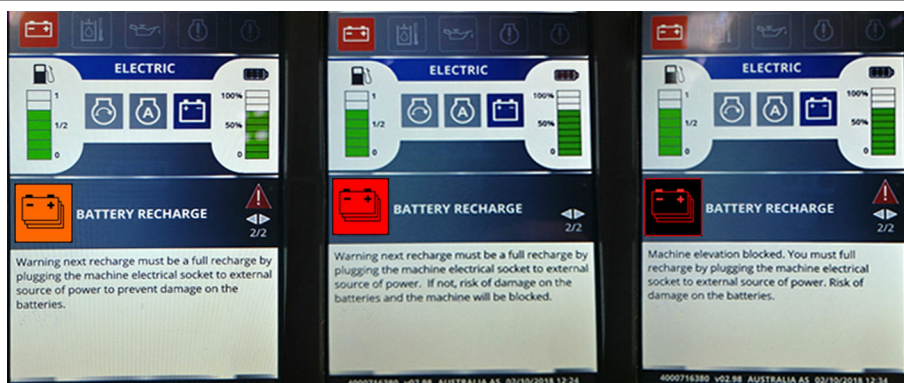 ELECTRIC
1
1/2
0
A
100%
50%
0
BATTERY RECHARGE
2/2
Warning next recharge must be a full recharge by
plugging the machine electrical socket to external
source of power to prevent damage on the
batteries.
ELECTRIC
1
1/2
0
A
100%
50%
0
BATTERY RECHARGE
2/2
Warning next recharge must be a full recharge by
plugging the machine electrical socket to external
source of power. If not, risk of damage on the
batteries and the machine will be blocked.
4000716380 v02.98 AUSTRALIA AS 02/10/2018 12:24
ELECTRIC
1
1/2
0
A
100%
50%
0
BATTERY RECHARGE
2/2
Machine elevation blocked. You must full
recharge by plugging the machine electrical
socket to external source of power. Risk of
damage on the batteries.
4000716380 v02.98 AUSTRALIA AS 02/10/2018 12:34